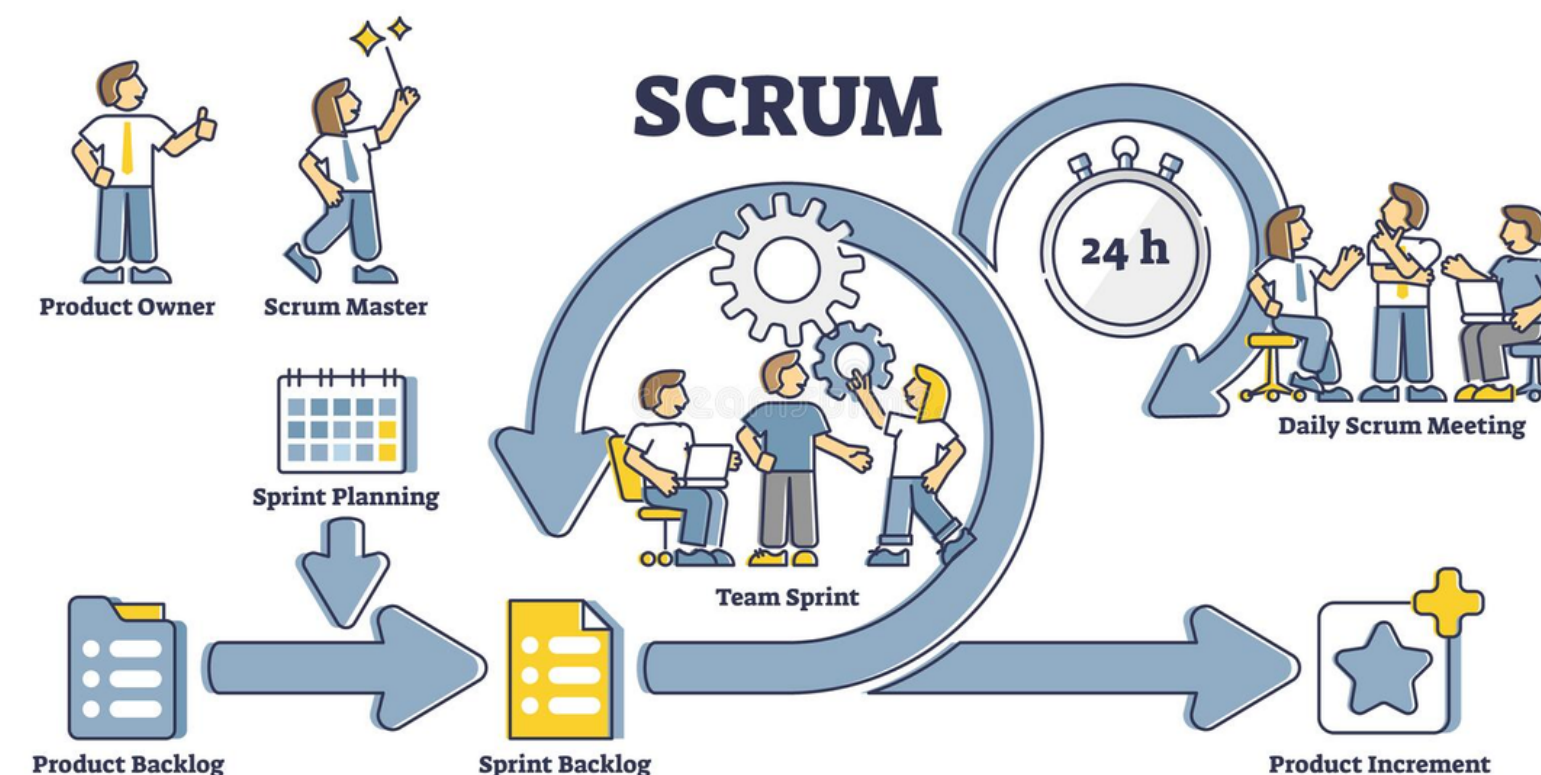 SCRUM
24 h
Product Owner
Scrum Master
Daily Scrum Meeting
Sprint Planning
Team Sprint
Product Backlog
Sprint Backlog
Product Increment